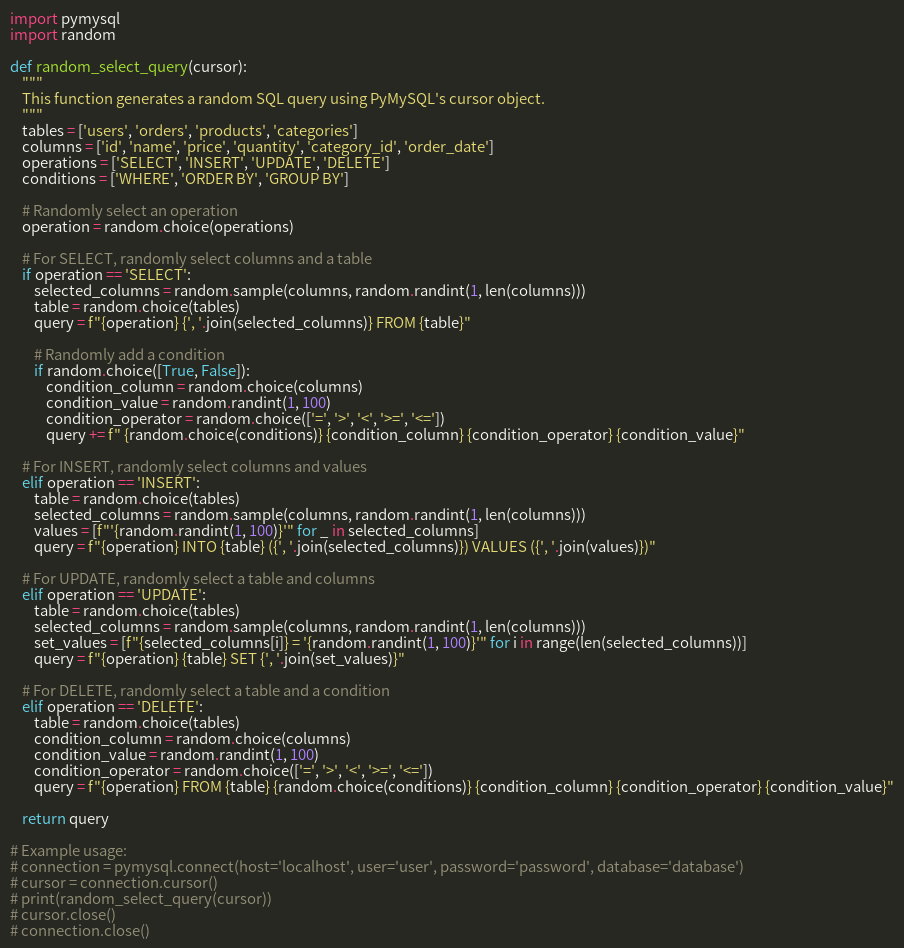 import pymysql
import random

def random_select_query(cursor):
    """
    This function generates a random SQL query using PyMySQL's cursor object.
    """
    tables = ['users', 'orders', 'products', 'categories']
    columns = ['id', 'name', 'price', 'quantity', 'category_id', 'order_date']
    operations = ['SELECT', 'INSERT', 'UPDATE', 'DELETE']
    conditions = ['WHERE', 'ORDER BY', 'GROUP BY']

    # Randomly select an operation
    operation = random.choice(operations)

    # For SELECT, randomly select columns and a table
    if operation == 'SELECT':
        selected_columns = random.sample(columns, random.randint(1, len(columns)))
        table = random.choice(tables)
        query = f"{operation} {', '.join(selected_columns)} FROM {table}"

        # Randomly add a condition
        if random.choice([True, False]):
            condition_column = random.choice(columns)
            condition_value = random.randint(1, 100)
            condition_operator = random.choice(['=', '>', '<', '>=', '<='])
            query += f" {random.choice(conditions)} {condition_column} {condition_operator} {condition_value}"

    # For INSERT, randomly select columns and values
    elif operation == 'INSERT':
        table = random.choice(tables)
        selected_columns = random.sample(columns, random.randint(1, len(columns)))
        values = [f"'{random.randint(1, 100)}'" for _ in selected_columns]
        query = f"{operation} INTO {table} ({', '.join(selected_columns)}) VALUES ({', '.join(values)})"

    # For UPDATE, randomly select a table and columns
    elif operation == 'UPDATE':
        table = random.choice(tables)
        selected_columns = random.sample(columns, random.randint(1, len(columns)))
        set_values = [f"{selected_columns[i]} = '{random.randint(1, 100)}'" for i in range(len(selected_columns))]
        query = f"{operation} {table} SET {', '.join(set_values)}"

    # For DELETE, randomly select a table and a condition
    elif operation == 'DELETE':
        table = random.choice(tables)
        condition_column = random.choice(columns)
        condition_value = random.randint(1, 100)
        condition_operator = random.choice(['=', '>', '<', '>=', '<='])
        query = f"{operation} FROM {table} {random.choice(conditions)} {condition_column} {condition_operator} {condition_value}"

    return query

# Example usage:
# connection = pymysql.connect(host='localhost', user='user', password='password', database='database')
# cursor = connection.cursor()
# print(random_select_query(cursor))
# cursor.close()
# connection.close()